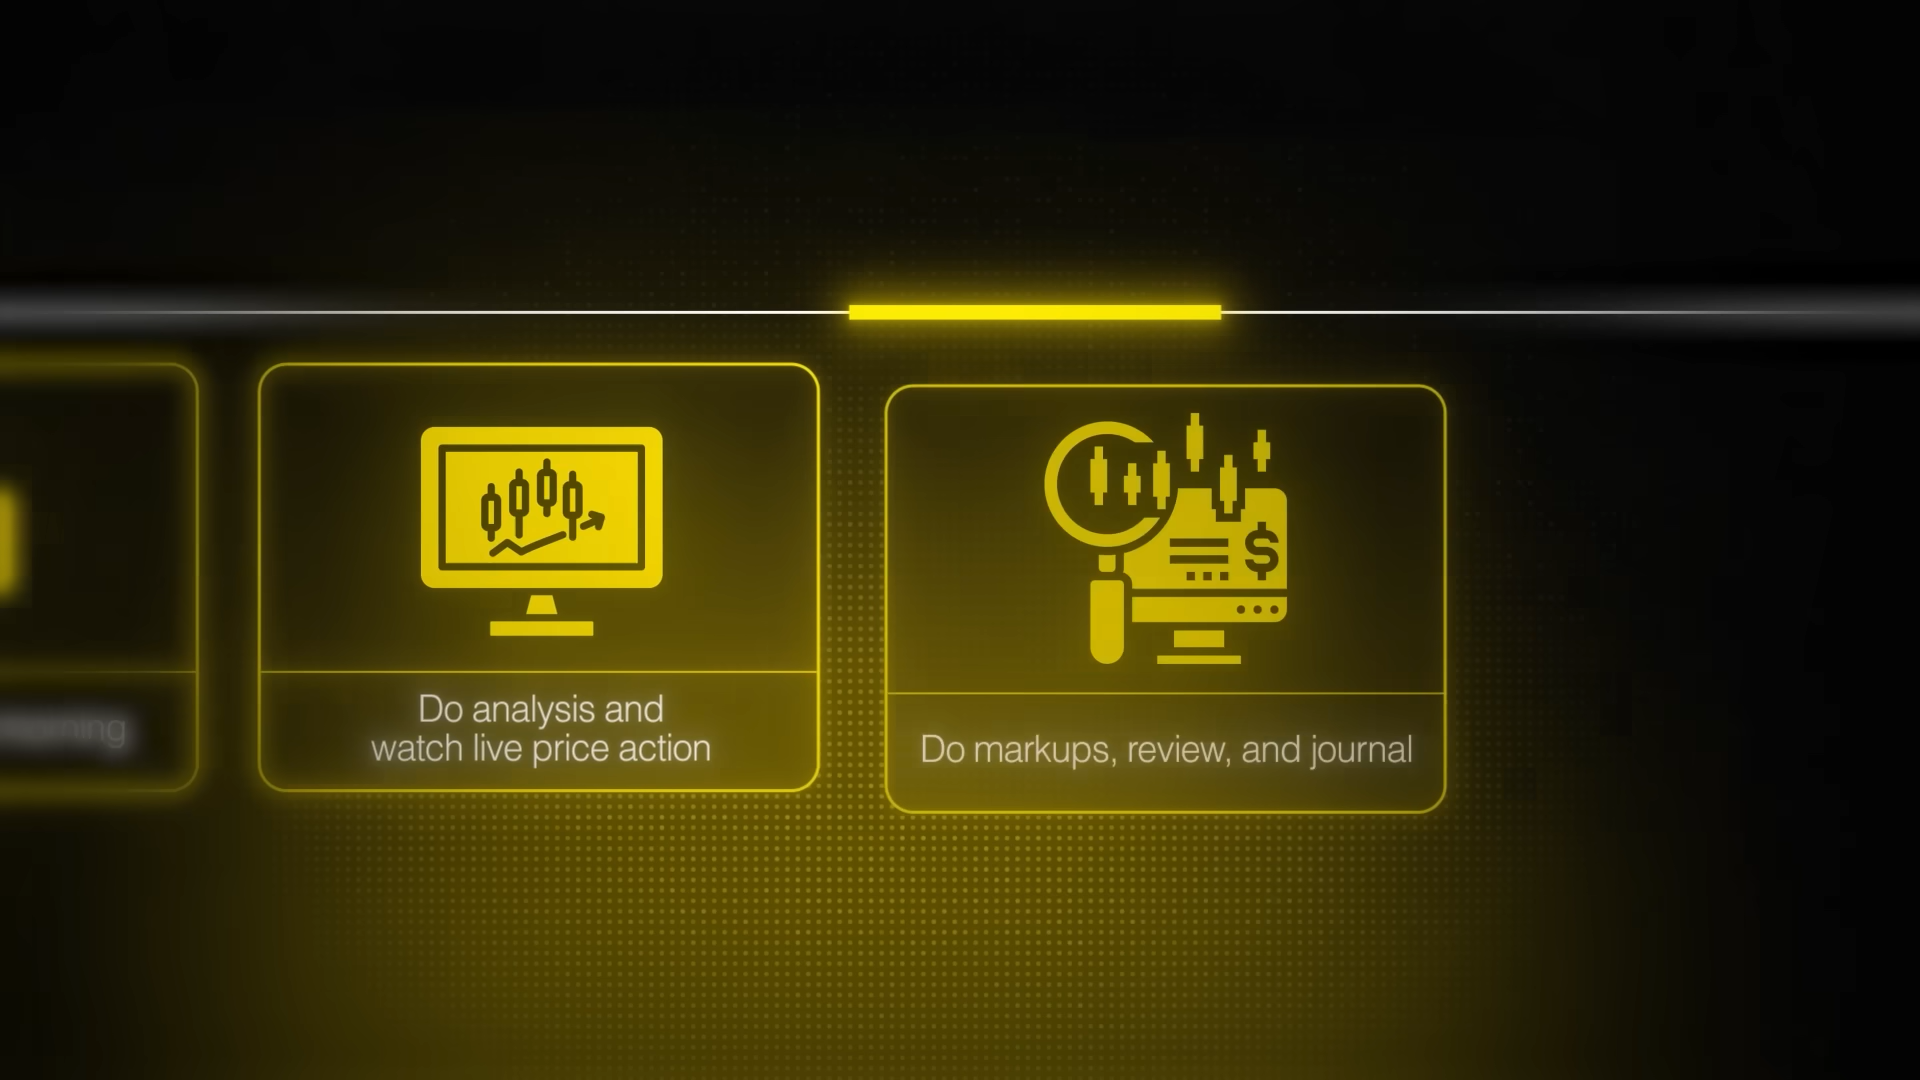 Do analysis and
watch live price action
Do markups, review, and journal
$